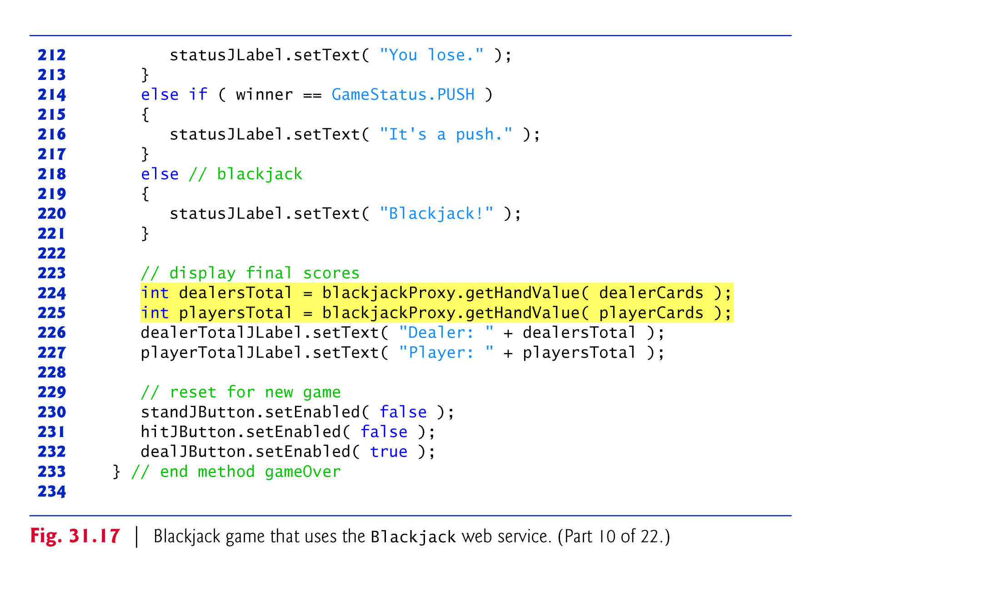 212 statusJLabel.setText( "You lose." );
213 }
214 else if ( winner == GameStatus.PUSH )
215 {
216 statusJLabel.setText( "It's a push." );
217 }
218 else // blackjack
219 {
220 statusJLabel.setText( "Blackjack!" );
221 }
222
223 // display final scores
224 int dealersTotal = blackjackProxy.getHandValue( dealerCards );
225 int playersTotal = blackjackProxy.getHandValue( playerCards );
226 dealerTotalJLabel.setText( "Dealer: " + dealersTotal );
227 playerTotalJLabel.setText( "Player: " + playersTotal );
228
229 // reset for new game
230 standJButton.setEnabled( false );
231 hitJButton.setEnabled( false );
232 dealJButton.setEnabled( true );
233 } // end method gameOver
234
Fig. 31.17 | Blackjack game that uses the Blackjack web service. (Part 10 of 22.)